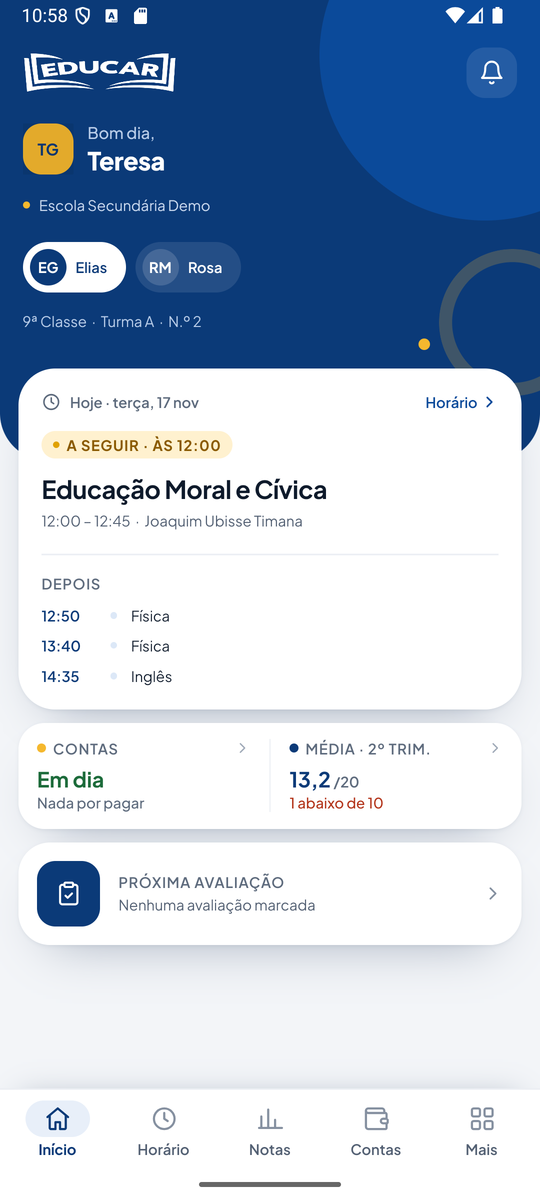 10:58
EDUCAR
TG
Bom dia,
Teresa
Escola Secundária Demo
EG Elias RM Rosa
9ª Classe · Turma A · N.º 2
Hoje · terça, 17 nov Horário
A SEGUIR · ÀS 12:00
Educação Moral e Cívica
12:00 – 12:45 · Joaquim Ubisse Timana
DEPOIS
12:50 Física
13:40 Física
14:35 Inglês
CONTAS
Em dia
Nada por pagar
MÉDIA · 2º TRIM.
13,2 /20
1 abaixo de 10
PRÓXIMA AVALIAÇÃO
Nenhuma avaliação marcada
Início Horário Notas Contas Mais